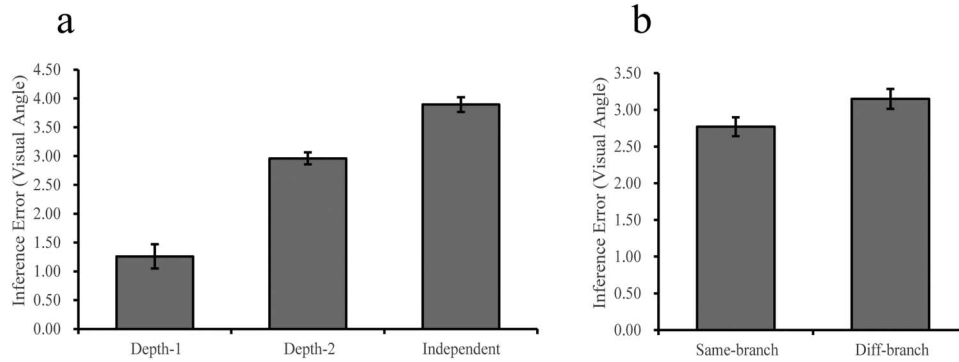 a
Inference Error (Visual Angle)
4.50
4.00
3.50
3.00
2.50
2.00
1.50
1.00
0.50
0.00
Depth-1
Depth-2
Independent
b
Inference Error (Visual Angle)
3.50
3.00
2.50
2.00
1.50
1.00
0.50
0.00
Same-branch
Diff-branch